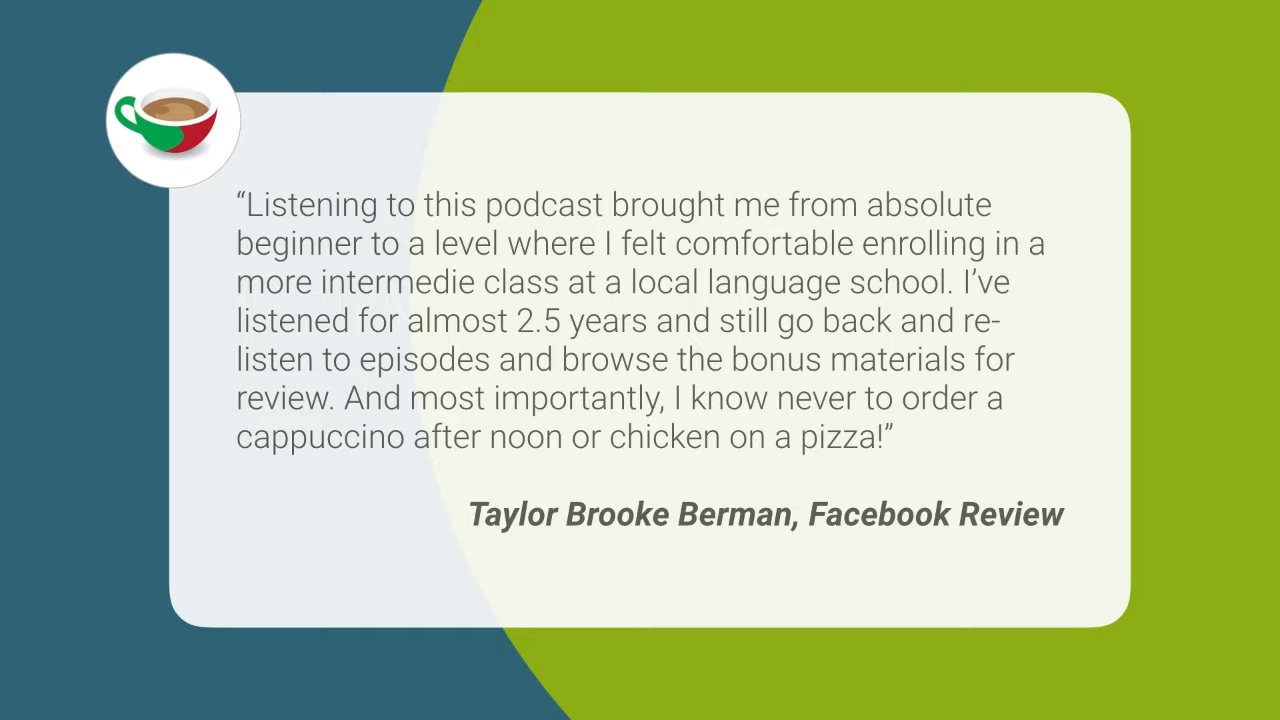 “Listening to this podcast brought me from absolute
beginner to a level where I felt comfortable enrolling in a
more intermedie class at a local language school. I’ve
listened for almost 2.5 years and still go back and re-
listen to episodes and browse the bonus materials for
review. And most importantly, I know never to order a
cappuccino after noon or chicken on a pizza!”
Taylor Brooke Berman, Facebook Review